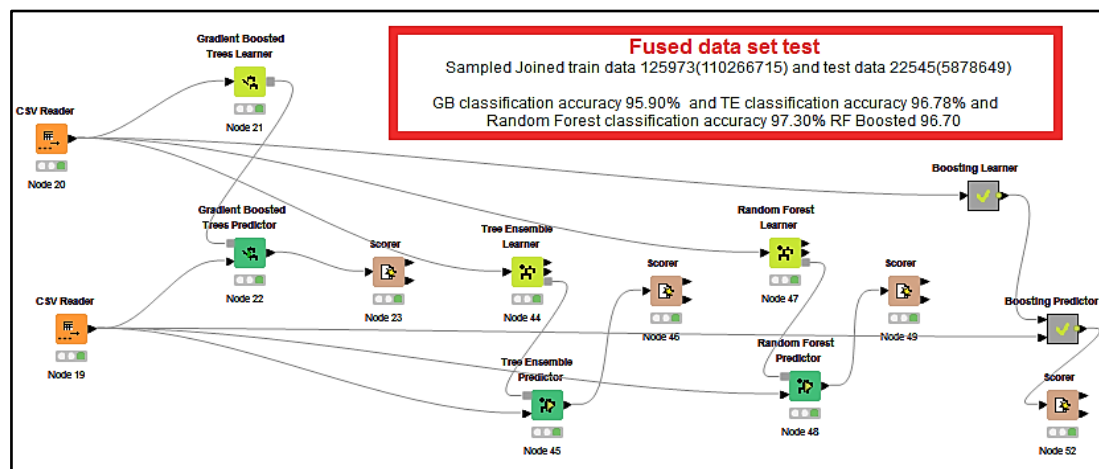 Fused data set test
Sampled Joined train data 125973(110266715) and test data 22545(5878649)
GB classification accuracy 95.90% and TE classification accuracy 96.78% and
Random Forest classification accuracy 97.30% RF Boosted 96.70
Gradient Boosted
Trees Learner
Node 21
CSV Reader
Node 20
Boosting Learner
Gradient Boosted
Trees Predictor
Node 22
Scorer
Node 23
Tree Ensemble
Learner
Node 44
Scorer
Node 46
Random Forest
Learner
Node 47
Scorer
Node 49
Boosting Predictor
CSV Reader
Node 19
Tree Ensemble
Predictor
Node 45
Random Forest
Predictor
Node 48
Scorer
Node 52